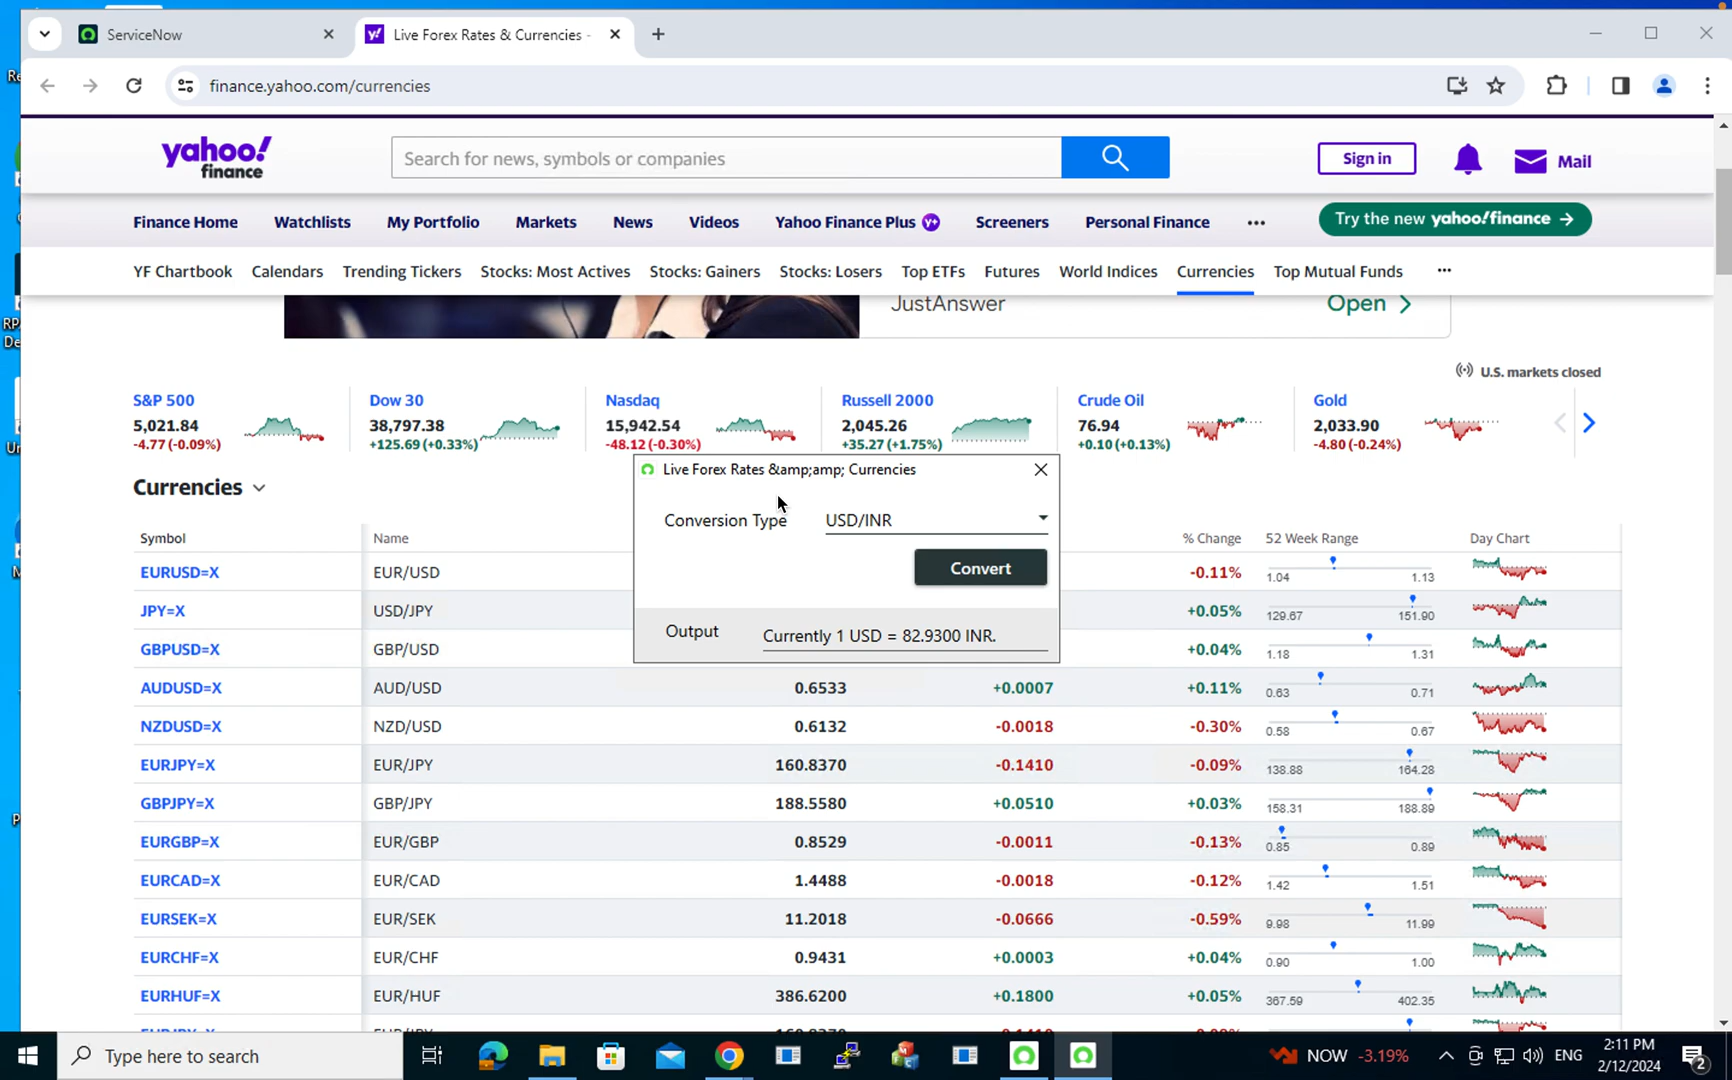 ServiceNow
Live Forex Rates & Currencies -
finance.yahoo.com/currencies
yahoo!
finance
Search for news, symbols or companies
Sign in
Mail
Finance Home Watchlists My Portfolio Markets News Videos Yahoo Finance Plus Y+ Screeners Personal Finance ... Try the new yahoo!finance →
YF Chartbook Calendars Trending Tickers Stocks: Most Actives Stocks: Gainers Stocks: Losers Top ETFs Futures World Indices Currencies Top Mutual Funds ...
JustAnswer
Open
U.S. markets closed
S&P 500
5,021.84
-4.77 (-0.09%)
Dow 30
38,797.38
+125.69 (+0.33%)
Nasdaq
15,942.54
-48.12 (-0.30%)
Russell 2000
2,045.26
+35.27 (+1.75%)
Crude Oil
76.94
+0.10 (+0.13%)
Gold
2,033.90
-4.80 (-0.24%)
Currencies
Live Forex Rates &amp;amp; Currencies
Conversion Type USD/INR
Convert
Output Currently 1 USD = 82.9300 INR.
Symbol Name % Change 52 Week Range Day Chart
EURUSD=X EUR/USD -0.11% 1.04 1.13
JPY=X USD/JPY +0.05% 129.67 151.90
GBPUSD=X GBP/USD +0.04% 1.18 1.31
AUDUSD=X AUD/USD 0.6533 +0.0007 +0.11% 0.63 0.71
NZDUSD=X NZD/USD 0.6132 -0.0018 -0.30% 0.58 0.67
EURJPY=X EUR/JPY 160.8370 -0.1410 -0.09% 138.88 164.28
GBPJPY=X GBP/JPY 188.5580 +0.0510 +0.03% 158.31 188.89
EURGBP=X EUR/GBP 0.8529 -0.0011 -0.13% 0.85 0.89
EURCAD=X EUR/CAD 1.4488 -0.0018 -0.12% 1.42 1.51
EURSEK=X EUR/SEK 11.2018 -0.0666 -0.59% 9.98 11.99
EURCHF=X EUR/CHF 0.9431 +0.0003 +0.04% 0.90 1.00
EURHUF=X EUR/HUF 386.6200 +0.1800 +0.05% 367.59 402.35
Type here to search
NOW -3.19%
ENG
2:11 PM
2/12/2024
2